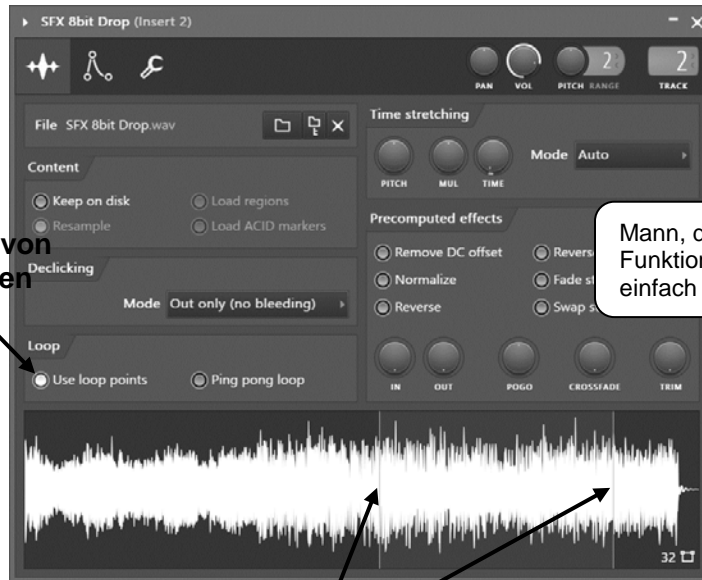 SFX 8bit Drop (Insert 2)
PAN VOL PITCH RANGE 2 2 TRACK
File SFX 8bit Drop.wav
Content
Keep on disk Load regions
Resample Load ACID markers
von
en
Declicking
Mode Out only (no bleeding)
Loop
Use loop points Ping pong loop
Time stretching
PITCH MUL TIME Mode Auto
Precomputed effects
Remove DC offset
Normalize Fade
Reverse Swap
IN OUT POGO CROSSFADE TRIM
Mann,
Funktion
einfach
32